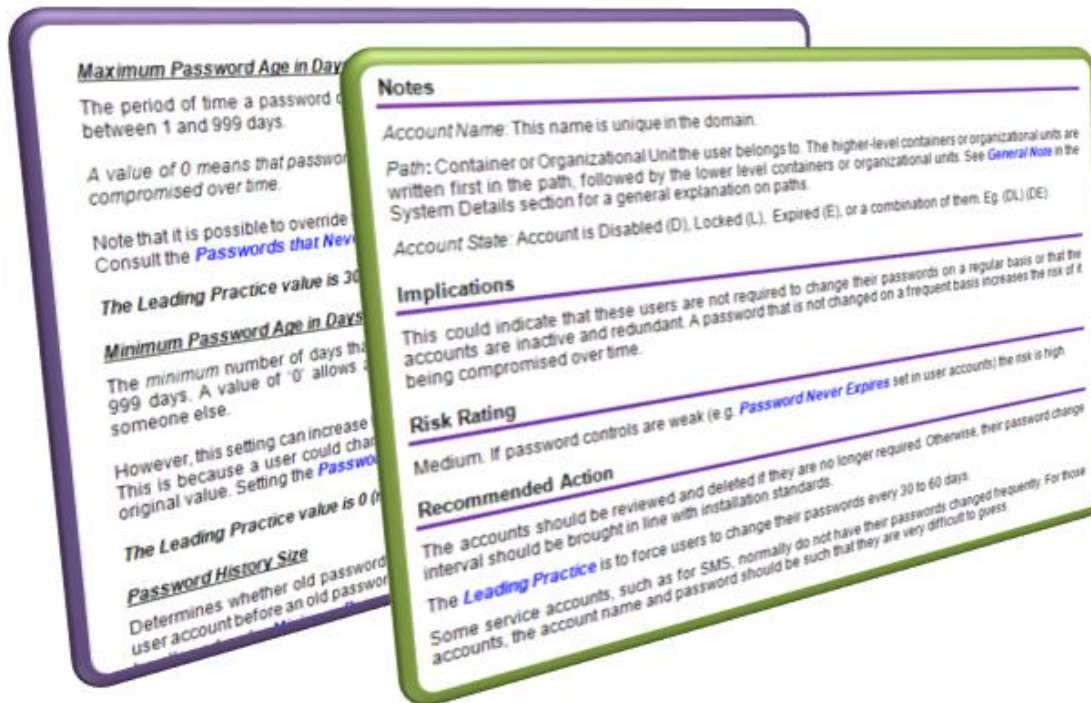 Maximum Password Age in Day
The period of time a password
between 1 and 999 days.
A value of 0 means that passwor
compromised over time.
Note that it is possible to override
Consult the Passwords that Nev
The Leading Practice value is 30
Minimum Password Age in Days
The minimum number of days tha
999 days. A value of '0' allows
someone else.
However, this setting can increase
This is because a user could chan
original value. Setting the Passwo
The Leading Practice value is 0 (
Password History Size
Determines whether old password
user account before an old passwor
Notes
Account Name: This name is unique in the domain.
Path: Container or Organizational Unit the user belongs to. The higher-level containers or organizational units are
written first in the path, followed by the lower level containers or organizational units. See General Note in the
System Details section for a general explanation on paths.
Account State: Account is Disabled (D), Locked (L), Expired (E), or a combination of them. Eg. (DL) (DE).
Implications
This could indicate that these users are not required to change their passwords on a regular basis or that the
accounts are inactive and redundant. A password that is not changed on a frequent basis increases the risk of it
being compromised over time.
Risk Rating
Medium. If password controls are weak (e.g. Password Never Expires set in user accounts) the risk is high.
Recommended Action
The accounts should be reviewed and deleted if they are no longer required. Otherwise, their password change
interval should be brought in line with installation standards.
The Leading Practice is to force users to change their passwords every 30 to 60 days.
Some service accounts, such as for SMS, normally do not have their passwords changed frequently. For those
accounts, the account name and password should be such that they are very difficult to guess.